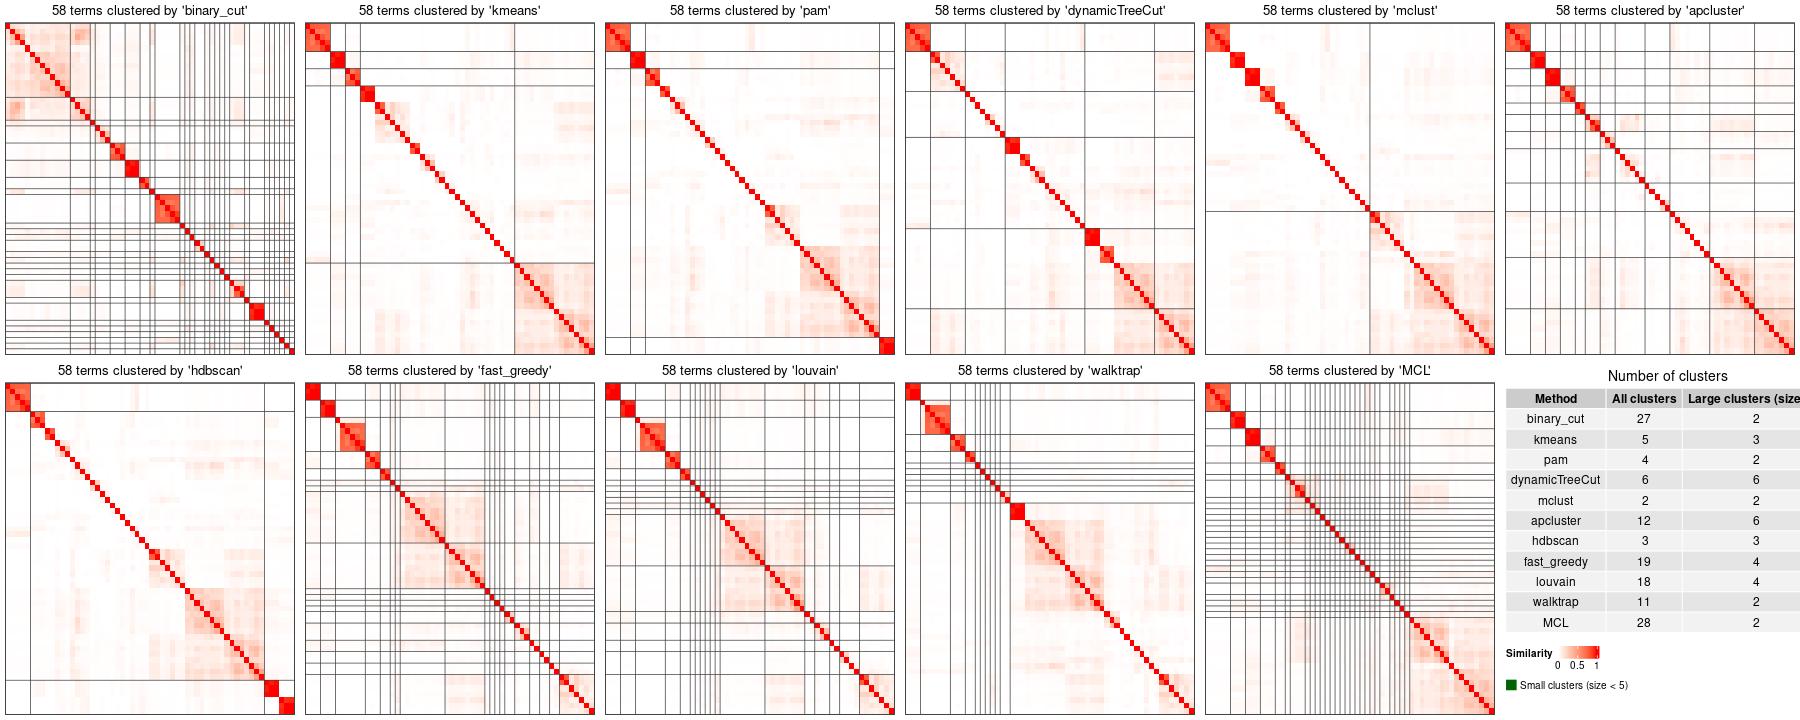 58 terms clustered by 'binary_cut'
58 terms clustered by 'kmeans'
58 terms clustered by 'pam'
58 terms clustered by 'dynamicTreeCut'
58 terms clustered by 'mclust'
58 terms clustered by 'apcluster'
58 terms clustered by 'hdbscan'
58 terms clustered by 'fast_greedy'
58 terms clustered by 'louvain'
58 terms clustered by 'walktrap'
58 terms clustered by 'MCL'
Number of clusters
Method All clusters Large clusters (size
binary_cut 27 2
kmeans 5 3
pam 4 2
dynamicTreeCut 6 6
mclust 2 2
apcluster 12 6
hdbscan 3 3
fast_greedy 19 4
louvain 18 4
walktrap 11 2
MCL 28 2
Similarity
0 0.5 1
Small clusters (size < 5)